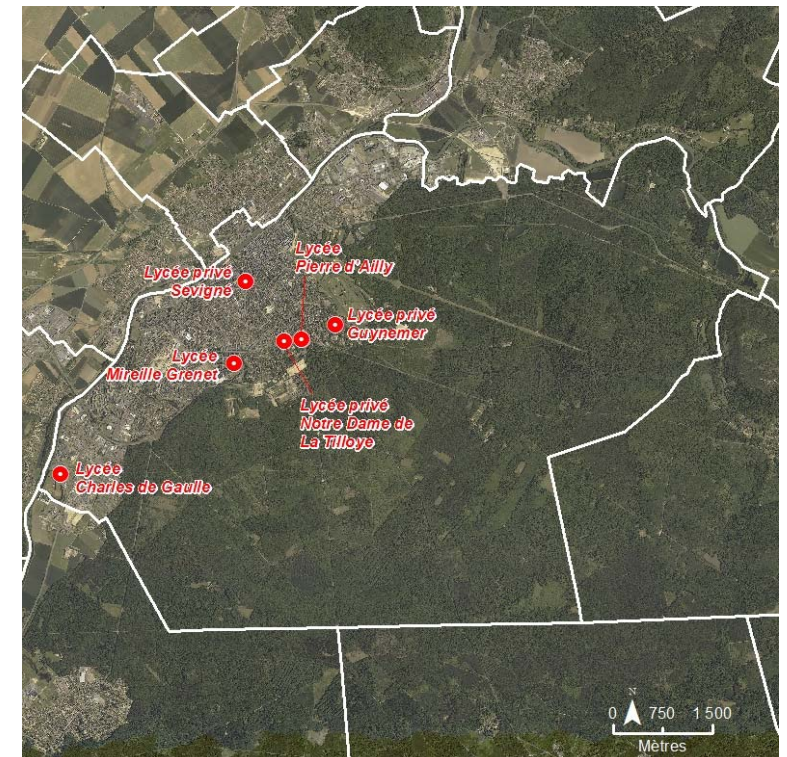 Lycée
Pierre d'Ailly
Lycée privé
Sevigne
Lycée privé
Guynemer
Lycée
Mireille Grenet
Lycée privé
Notre Dame de
La Tilloye
Lycée
Charles de Gaulle
N
0 750 1 500
Mètres